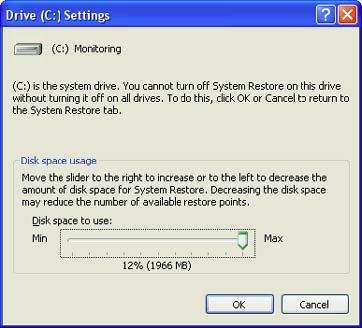 Drive (C:) Settings
(C:) Monitoring
(C:) is the system drive. You cannot turn off System Restore on this drive
without turning it off on all drives. To do this, click OK or Cancel to return to
the System Restore tab.
Disk space usage
Move the slider to the right to increase or to the left to decrease the
amount of disk space for System Restore. Decreasing the disk space
may reduce the number of available restore points.
Disk space to use:
Min Max
12% (1966 MB)
OK Cancel